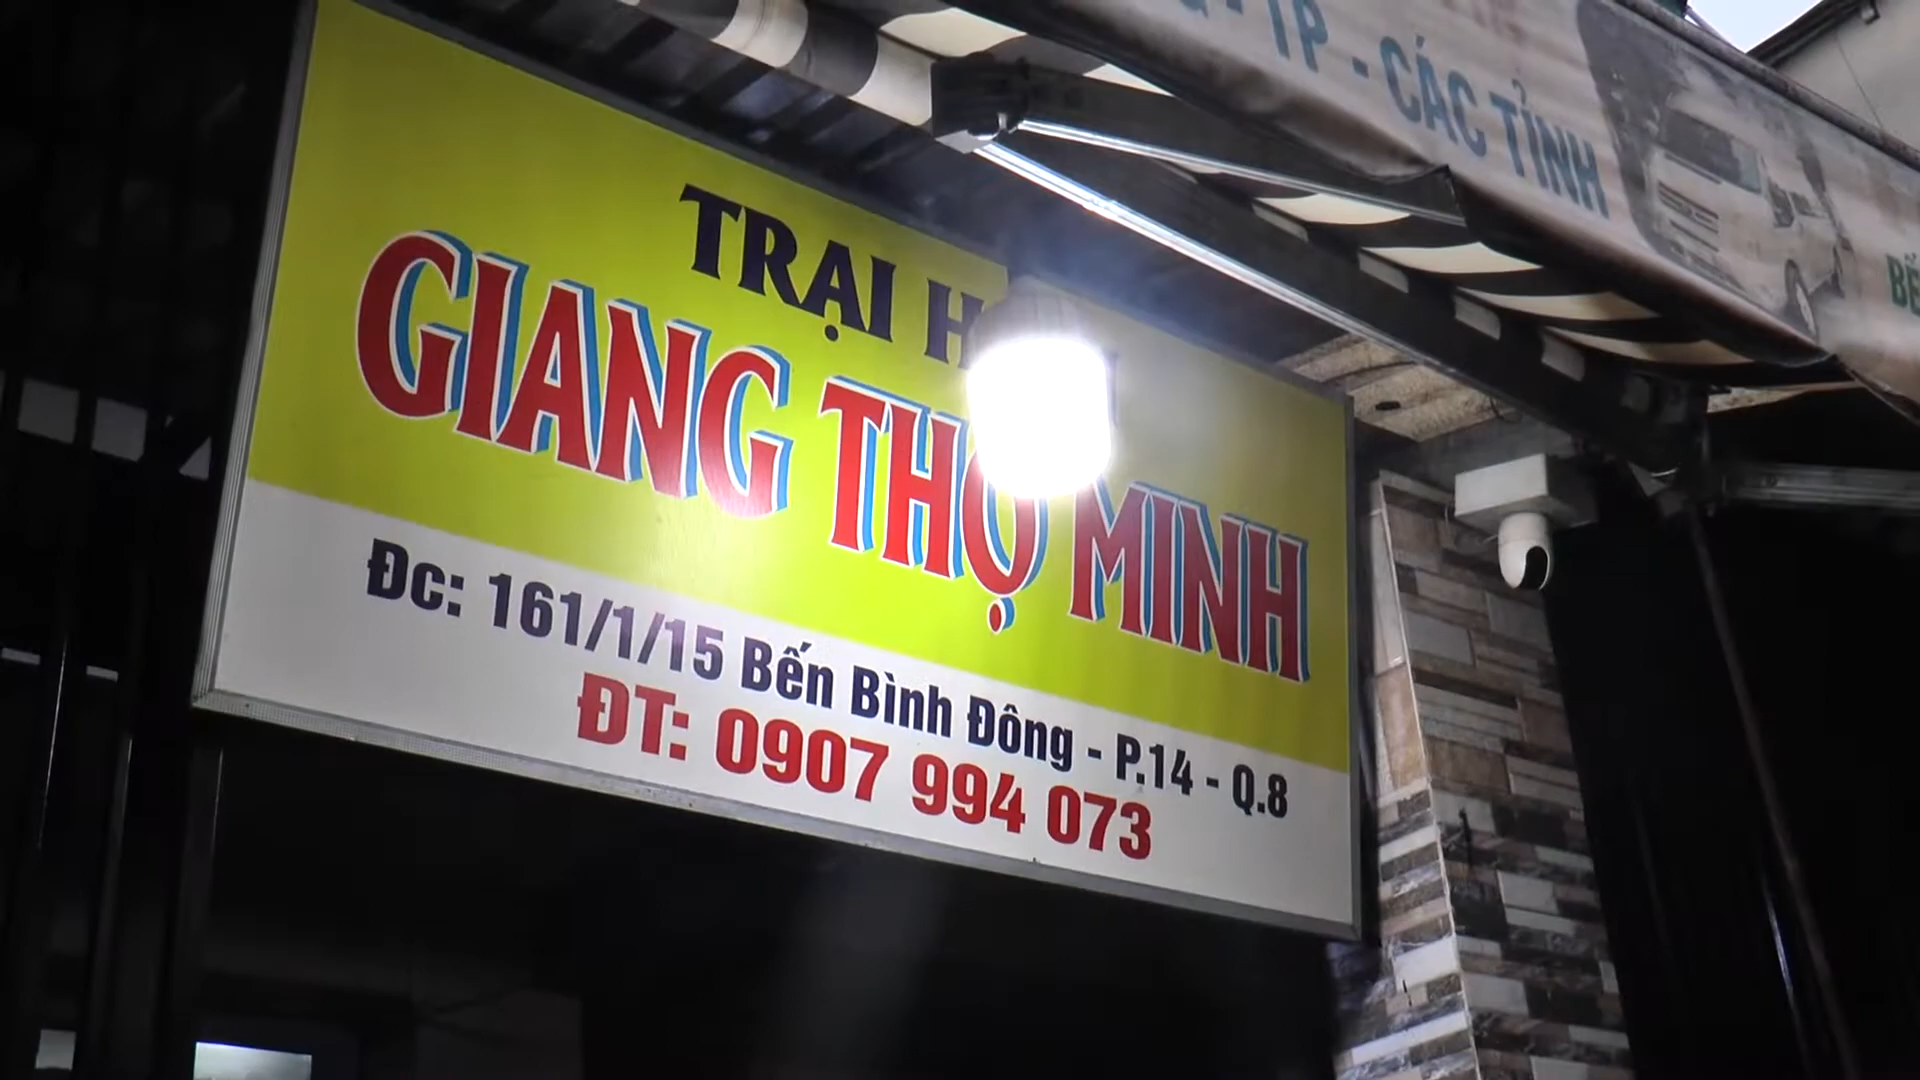 TP - CÁC TỈNH
TRẠI
GIANG THỌ MINH
Đc: 161/1/15 Bến Bình Đông - P.14 - Q.8
ĐT: 0907 994 073